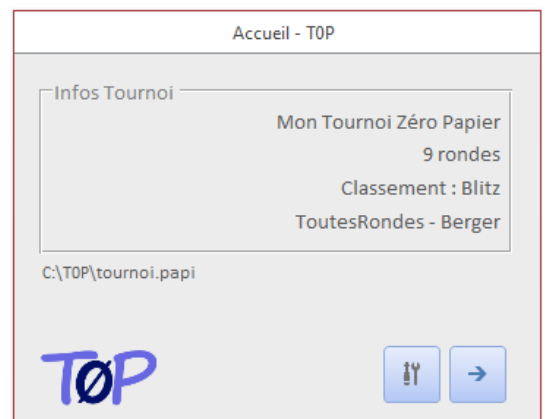 Accueil - T0P
Infos Tournoi
Mon Tournoi Zéro Papier
9 rondes
Classement : Blitz
ToutesRondes - Berger
C:\T0P\tournoi.papi
TØP